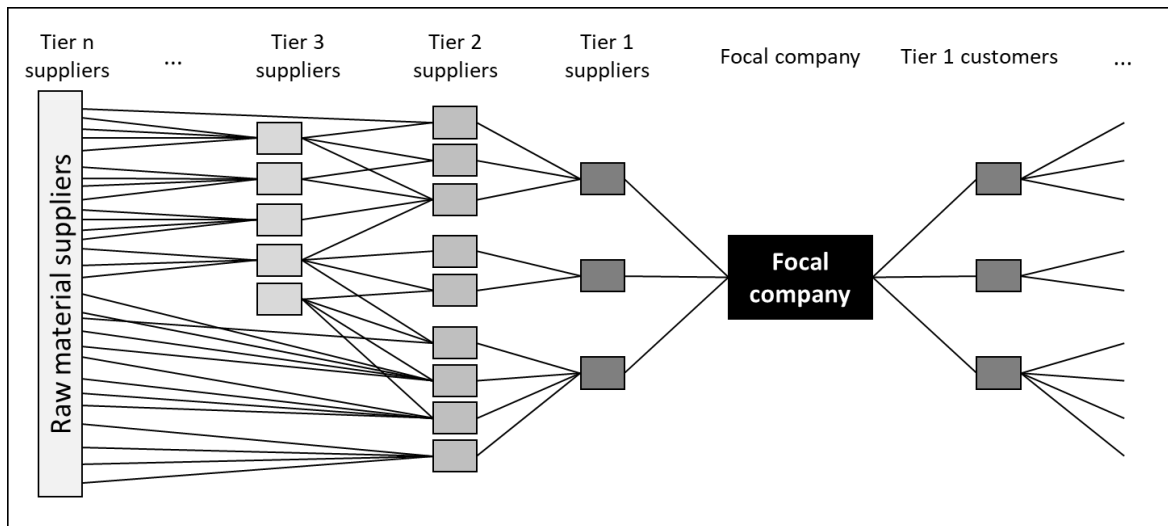 Tier n
suppliers
...
Tier 3
suppliers
Tier 2
suppliers
Tier 1
suppliers
Focal company
Tier 1 customers
...
Raw material suppliers
Focal
company